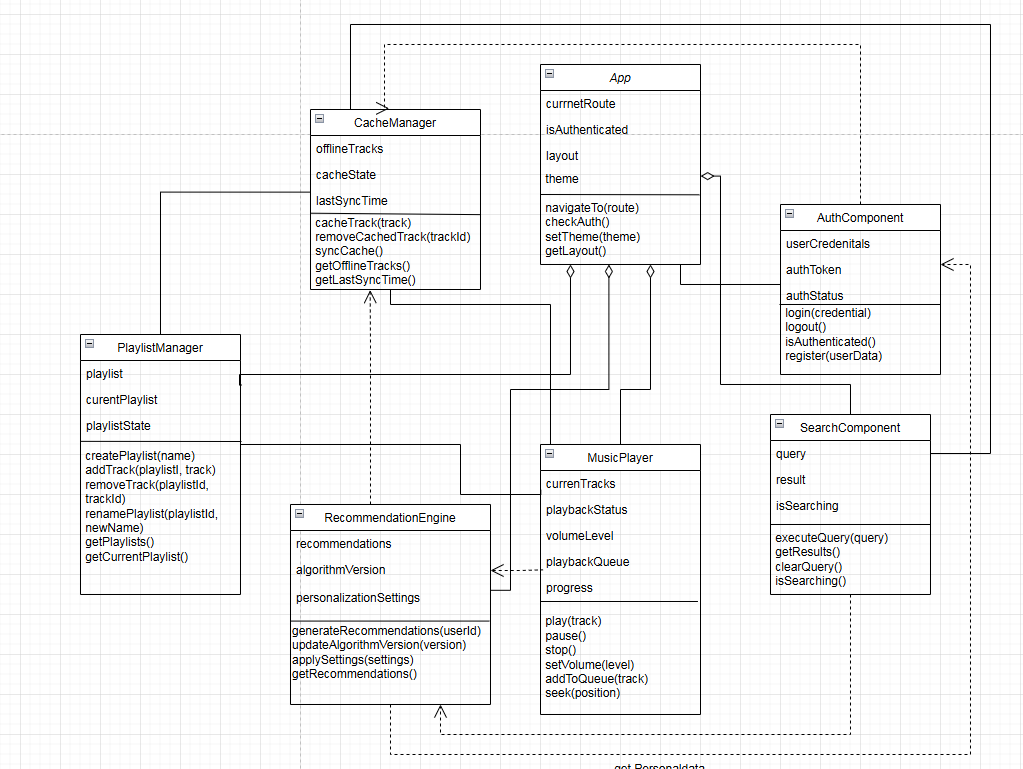 App
currnetRoute
isAuthenticated
layout
theme
navigateTo(route)
checkAuth()
setTheme(theme)
getLayout()
CacheManager
offlineTracks
cacheState
lastSyncTime
cacheTrack(track)
removeCachedTrack(trackId)
syncCache()
getOfflineTracks()
getLastSyncTime()
AuthComponent
userCredenitals
authToken
authStatus
login(credential)
logout()
isAuthenticated()
register(userData)
PlaylistManager
playlist
curentPlaylist
playlistState
createPlaylist(name)
addTrack(playlistI, track)
removeTrack(playlistId,
trackId)
renamePlaylist(playlistId,
newName)
getPlaylists()
getCurrentPlaylist()
SearchComponent
query
result
isSearching
executeQuery(query)
getResults()
clearQuery()
isSearching()
MusicPlayer
currenTracks
playbackStatus
volumeLevel
playbackQueue
progress
play(track)
pause()
stop()
setVolume(level)
addToQueue(track)
seek(position)
RecommendationEngine
recommendations
algorithmVersion
personalizationSettings
generateRecommendations(userId)
updateAlgorithmVersion(version)
applySettings(settings)
getRecommendations()
get Personaldata